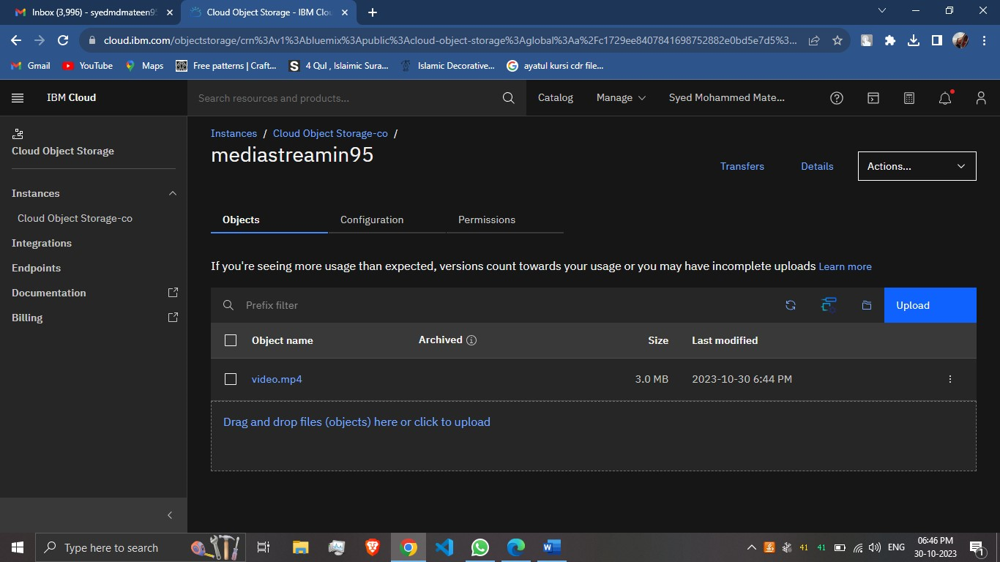 Inbox (3,996) - syedmdmateen95
Cloud Object Storage - IBM Clou
cloud.ibm.com/objectstorage/crn%3Av1%3Abluemix%3Apublic%3Acloud-object-storage%3Aglobal%3Aa%2Fc1729ee8407841698752882e0bd5e7d5%3...
Gmail YouTube Maps Free patterns | Craft... 4 Qul , Islaimic Sura... Islamic Decorative... ayatul kursi cdr file...
IBM Cloud Search resources and products... Catalog Manage Syed Mohammed Mate...
Cloud Object Storage
Instances
Cloud Object Storage-co
Integrations
Endpoints
Documentation
Billing
Instances / Cloud Object Storage-co /
mediastreamin95
Transfers Details Actions...
Objects Configuration Permissions
If you're seeing more usage than expected, versions count towards your usage or you may have incomplete uploads Learn more
Prefix filter Upload
Object name Archived Size Last modified
video.mp4 3.0 MB 2023-10-30 6:44 PM
Drag and drop files (objects) here or click to upload
Type here to search
41 41 ENG 06:46 PM
30-10-2023
1